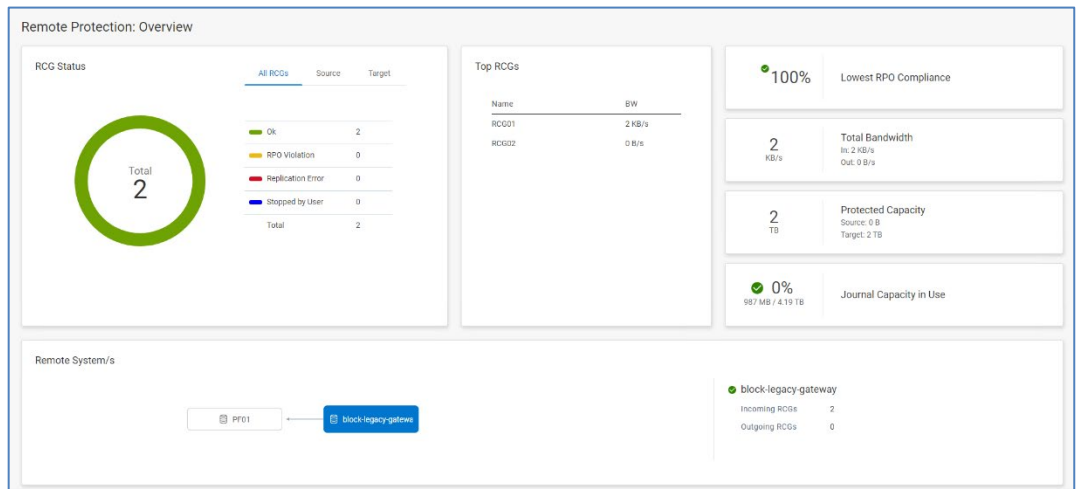 Remote Protection: Overview
RCG Status
All RCGs Source Target
Total
2
Ok 2
RPO Violation 0
Replication Error 0
Stopped by User 0
Total 2
Top RCGs
Name BW
RCG01 2 KB/s
RCG02 0 B/s
100% Lowest RPO Compliance
2
KB/s
Total Bandwidth
In: 2 KB/s
Out: 0 B/s
2
TB
Protected Capacity
Source: 0 B
Target: 2 TB
0%
987 MB / 4.19 TB
Journal Capacity in Use
Remote System/s
PF01
block-legacy-gatewa
block-legacy-gateway
Incoming RCGs 2
Outgoing RCGs 0